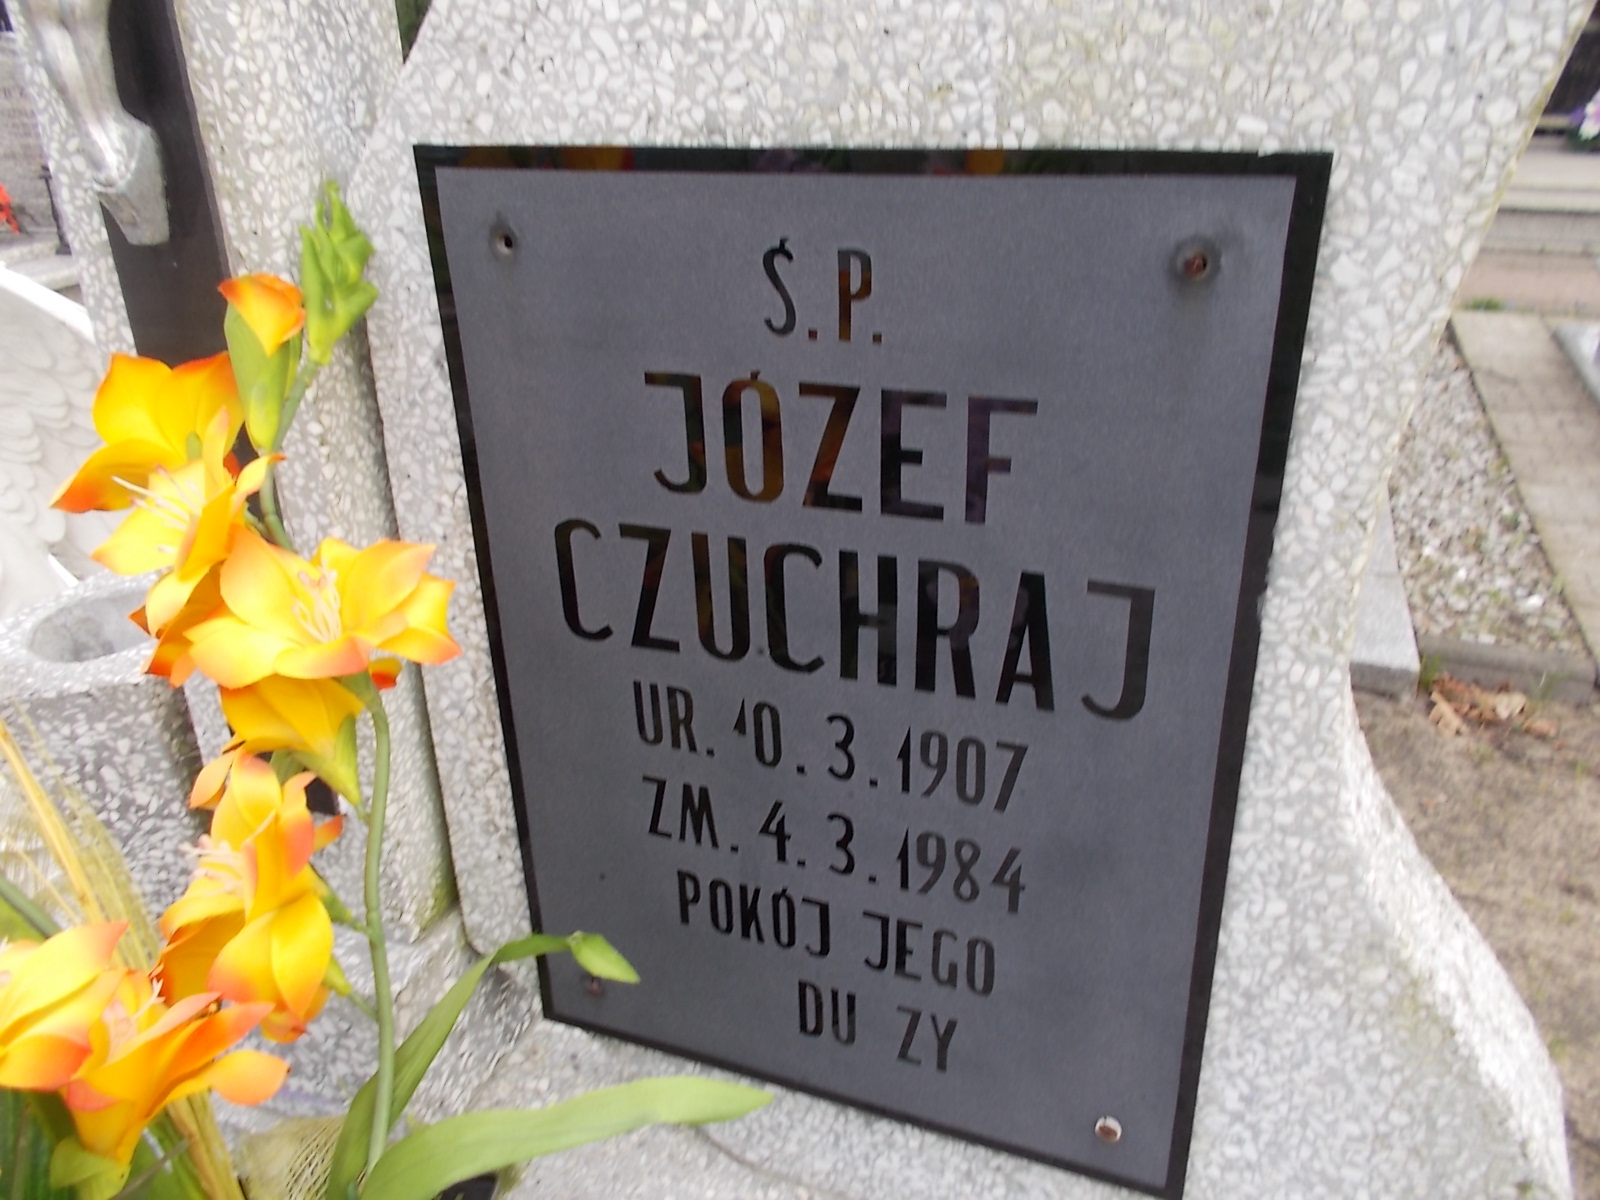 Ś.P.
JÓZEF
CZUCHRAJ
UR. 10.3.1907
ZM. 4.3.1984
POKÓJ JEGO
DU ZY